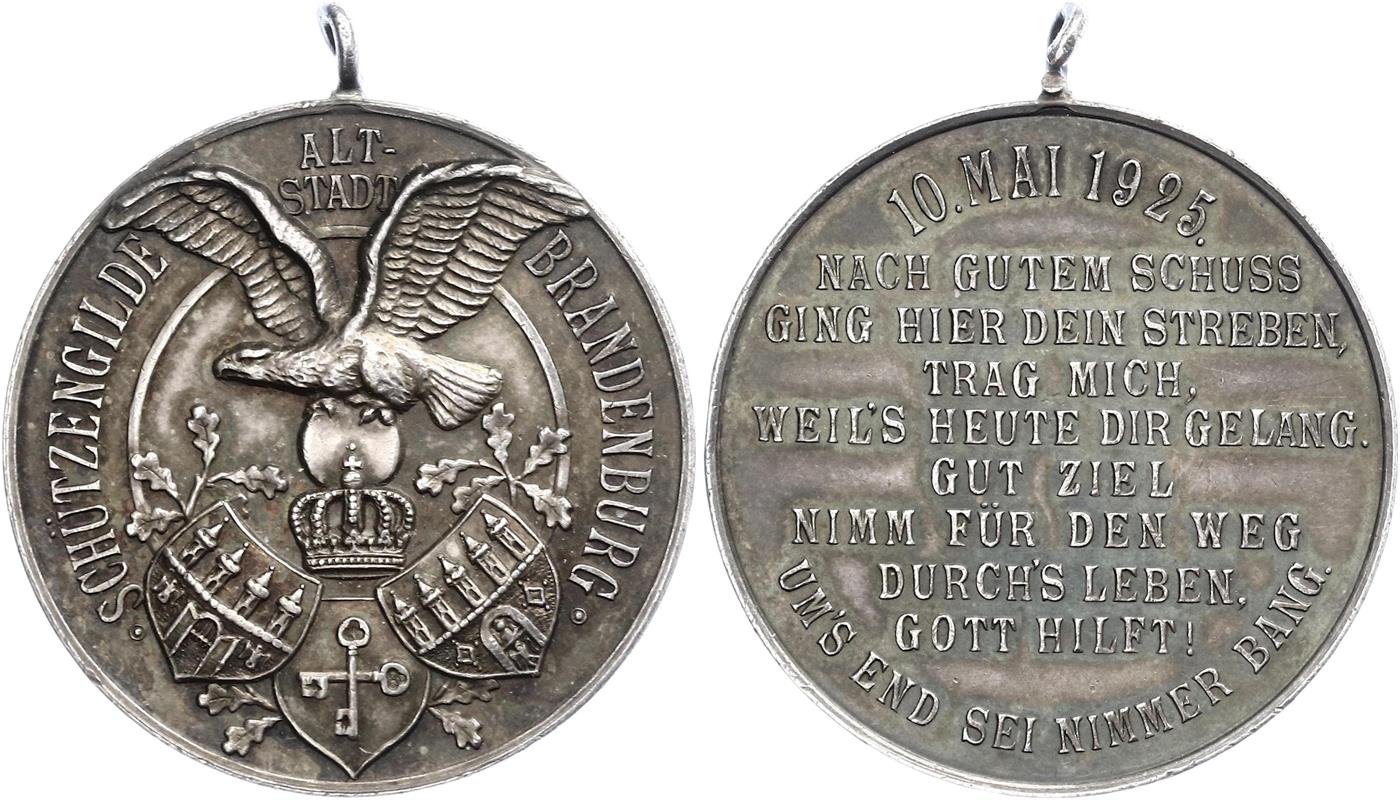 ALT-
STADT
SCHÜTZENGILDE
BRANDENBURG.
10. MAI 1925.
NACH GUTEM SCHUSS
GING HIER DEIN STREBEN,
TRAG MICH,
WEIL'S HEUTE DIR GELANG.
GUT ZIEL
NIMM FÜR DEN WEG
DURCH'S LEBEN,
GOTT HILFT!
UM'S END SEI NIMMER BANG.